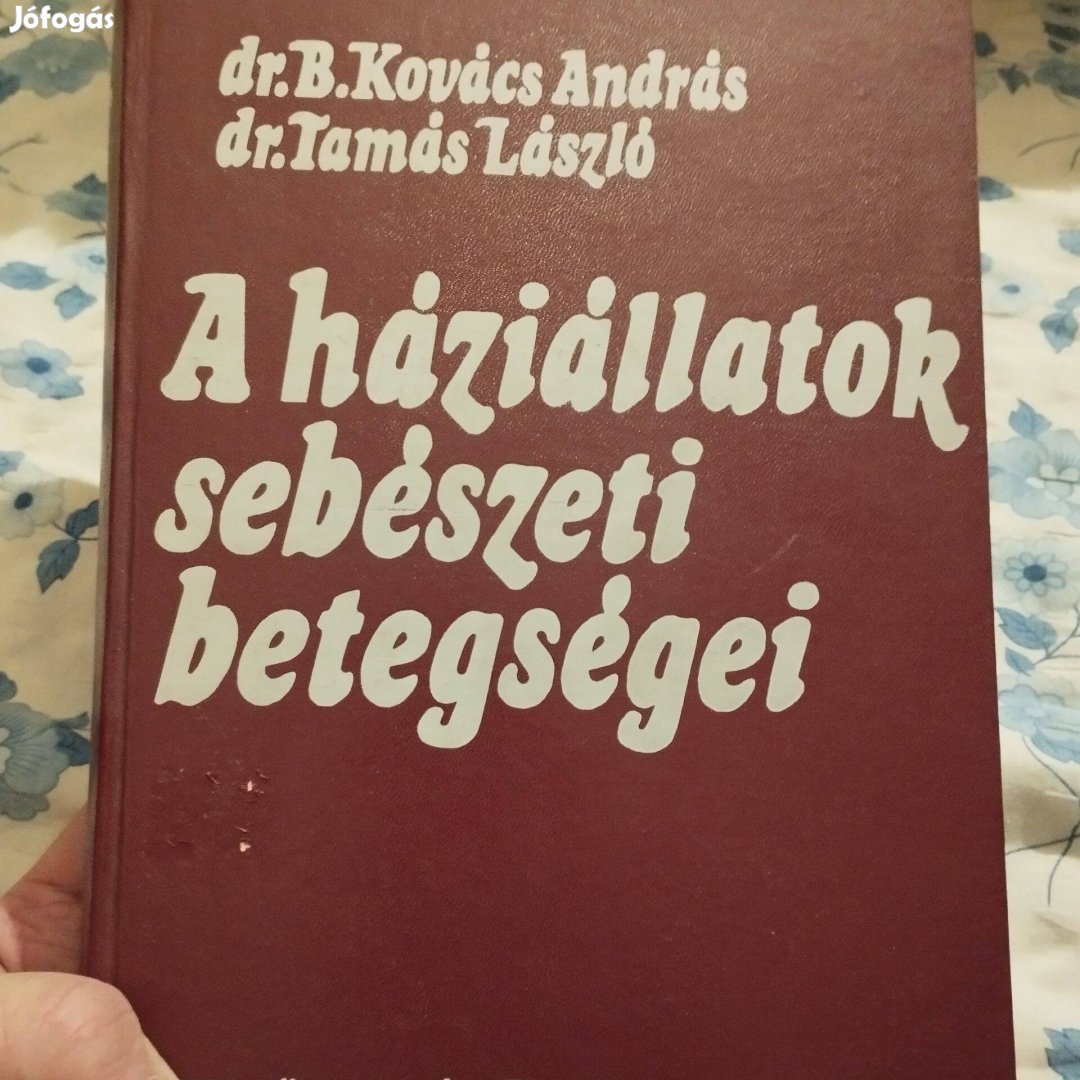 Jófogás
dr. B. Kovács András
dr. Tamás László
A háziállatok
sebészeti
betegségei